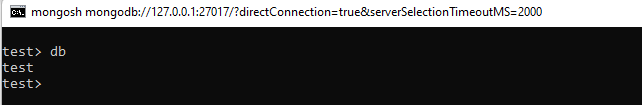 mongosh mongodb://127.0.0.1:27017/?directConnection=true&serverSelectionTimeoutMS=2000
test> db
test
test>